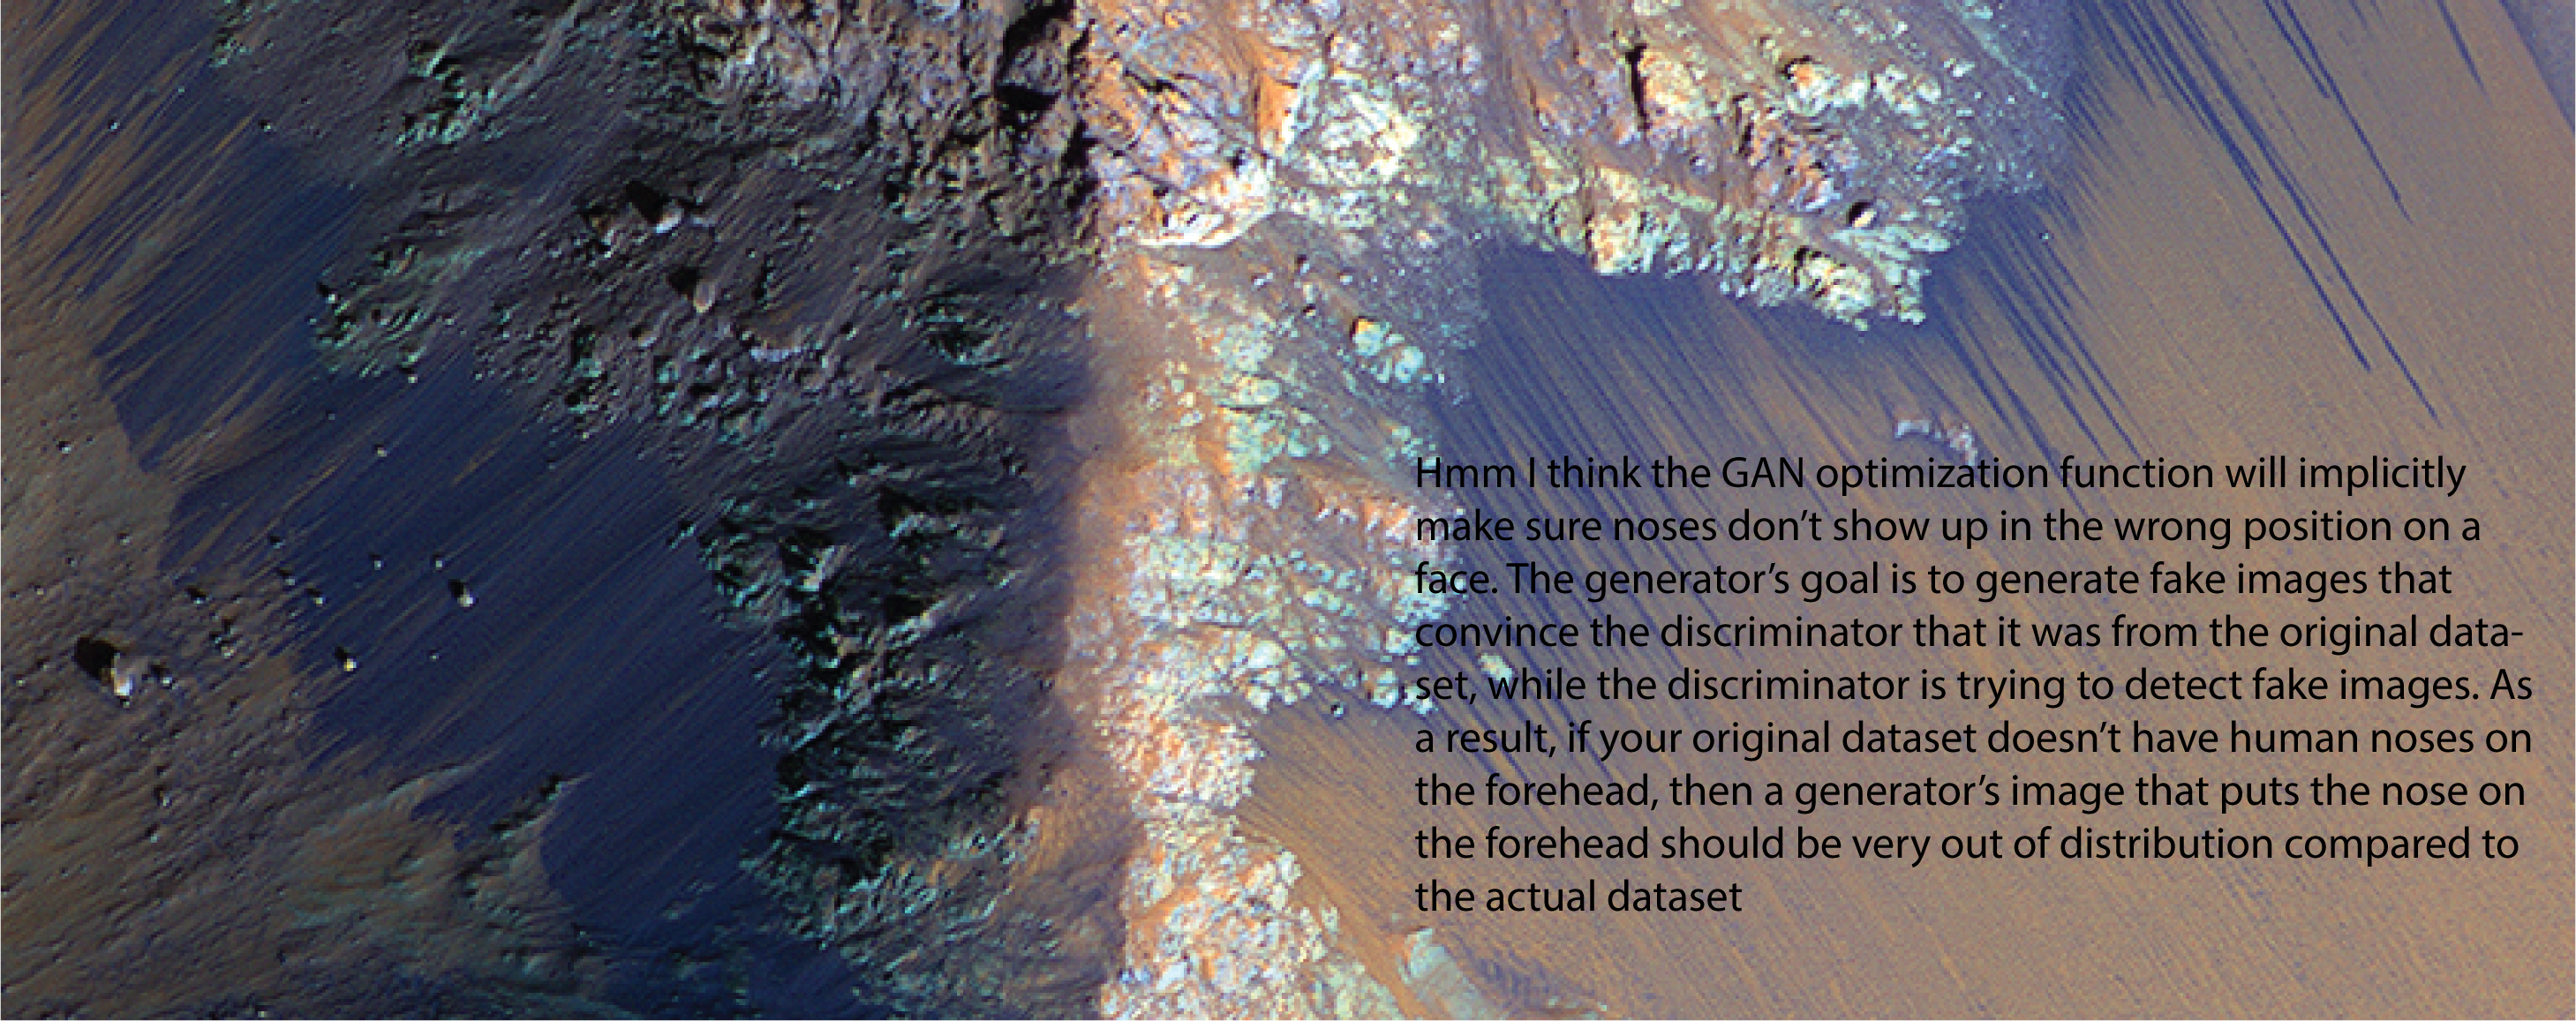 Hmm I think the GAN optimization function will implicitly
make sure noses don’t show up in the wrong position on a
face. The generator’s goal is to generate fake images that
convince the discriminator that it was from the original data-
set, while the discriminator is trying to detect fake images. As
a result, if your original dataset doesn’t have human noses on
the forehead, then a generator’s image that puts the nose on
the forehead should be very out of distribution compared to
the actual dataset